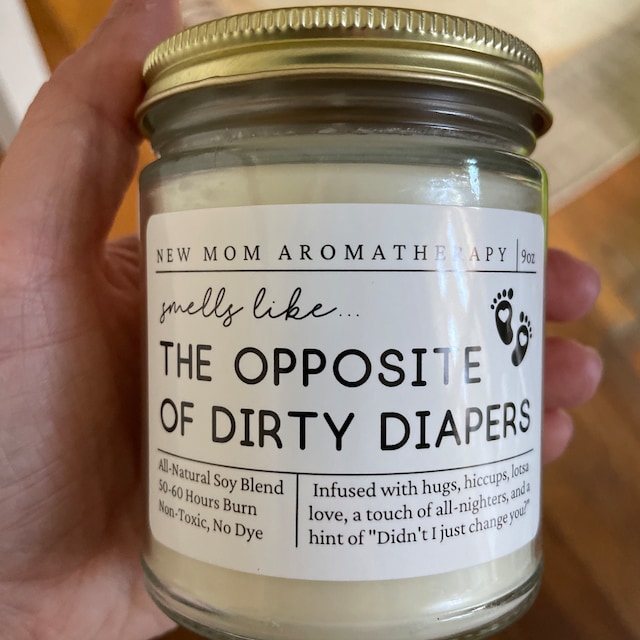 NEW MOM AROMATHERAPY | 9oz
smells like...
THE OPPOSITE
OF DIRTY DIAPERS
All-Natural Soy Blend
50-60 Hours Burn
Non-Toxic, No Dye
Infused with hugs, hiccups, lotsa
love, a touch of all-nighters, and a
hint of "Didn't I just change you?"